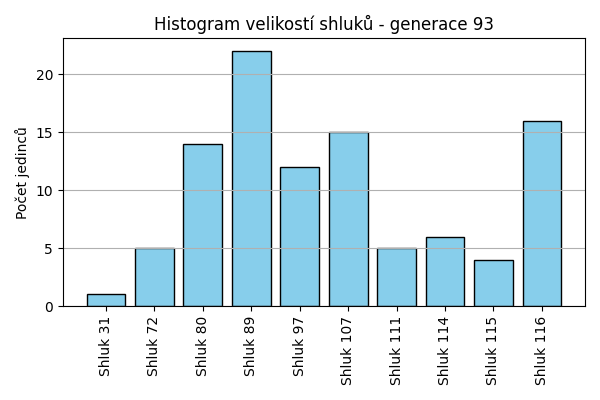 Histogram velikostí shluků - generace 93
Počet jedinců
20
15
10
5
0
Shluk 31
Shluk 72
Shluk 80
Shluk 89
Shluk 97
Shluk 107
Shluk 111
Shluk 114
Shluk 115
Shluk 116